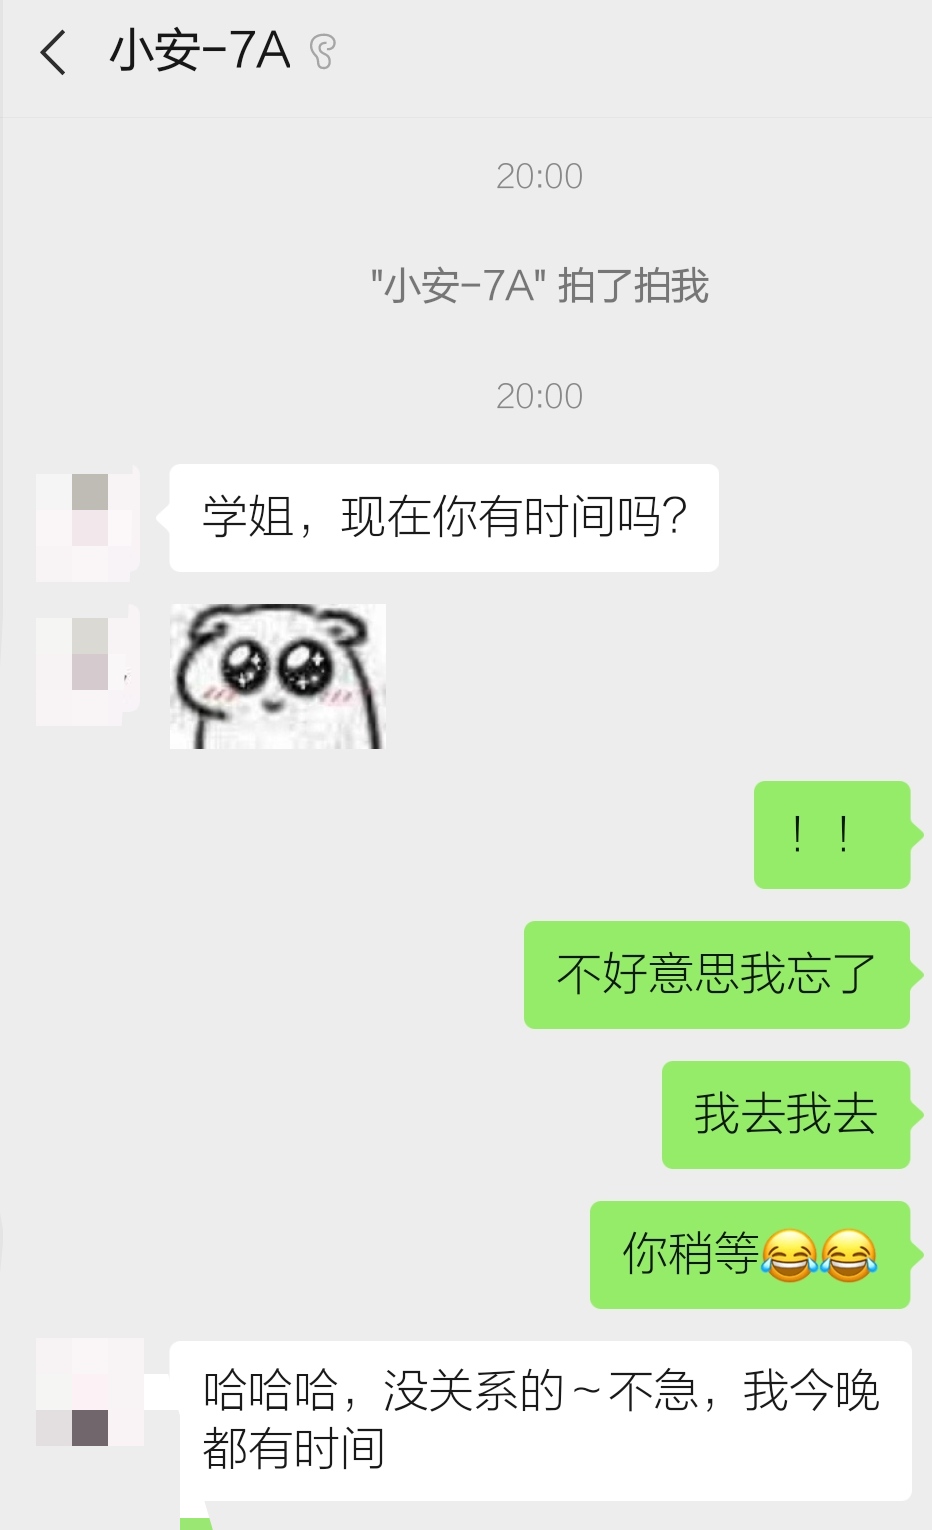 小安-7A
20:00
"小安-7A" 拍了拍我
20:00
学姐，现在你有时间吗？
！！
不好意思我忘了
我去我去
你稍等😂😂
哈哈哈，没关系的～不急，我今晚
都有时间